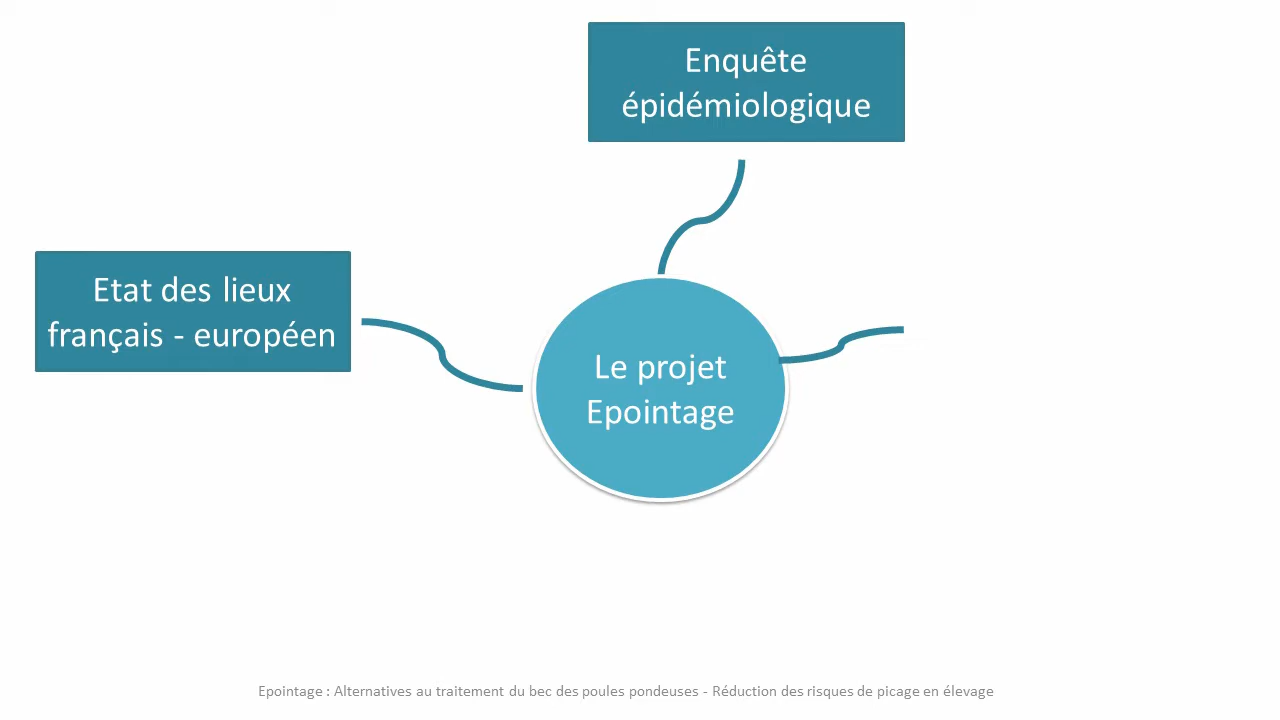 Enquête
épidémiologique
Etat des lieux
français - européen
Le projet
Epointage
Epointage : Alternatives au traitement du bec des poules pondeuses - Réduction des risques de picage en élevage